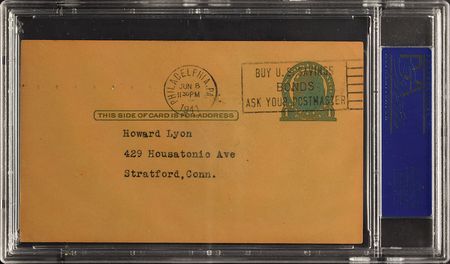 PHILADELPHIA, PA.
JUN 8
11 30 PM
1941
BUY U. S. SAVINGS
BONDS
ASK YOUR POSTMASTER
THIS SIDE OF CARD IS FOR ADDRESS
Howard Lyon
429 Housatonic Ave
Stratford,Conn.